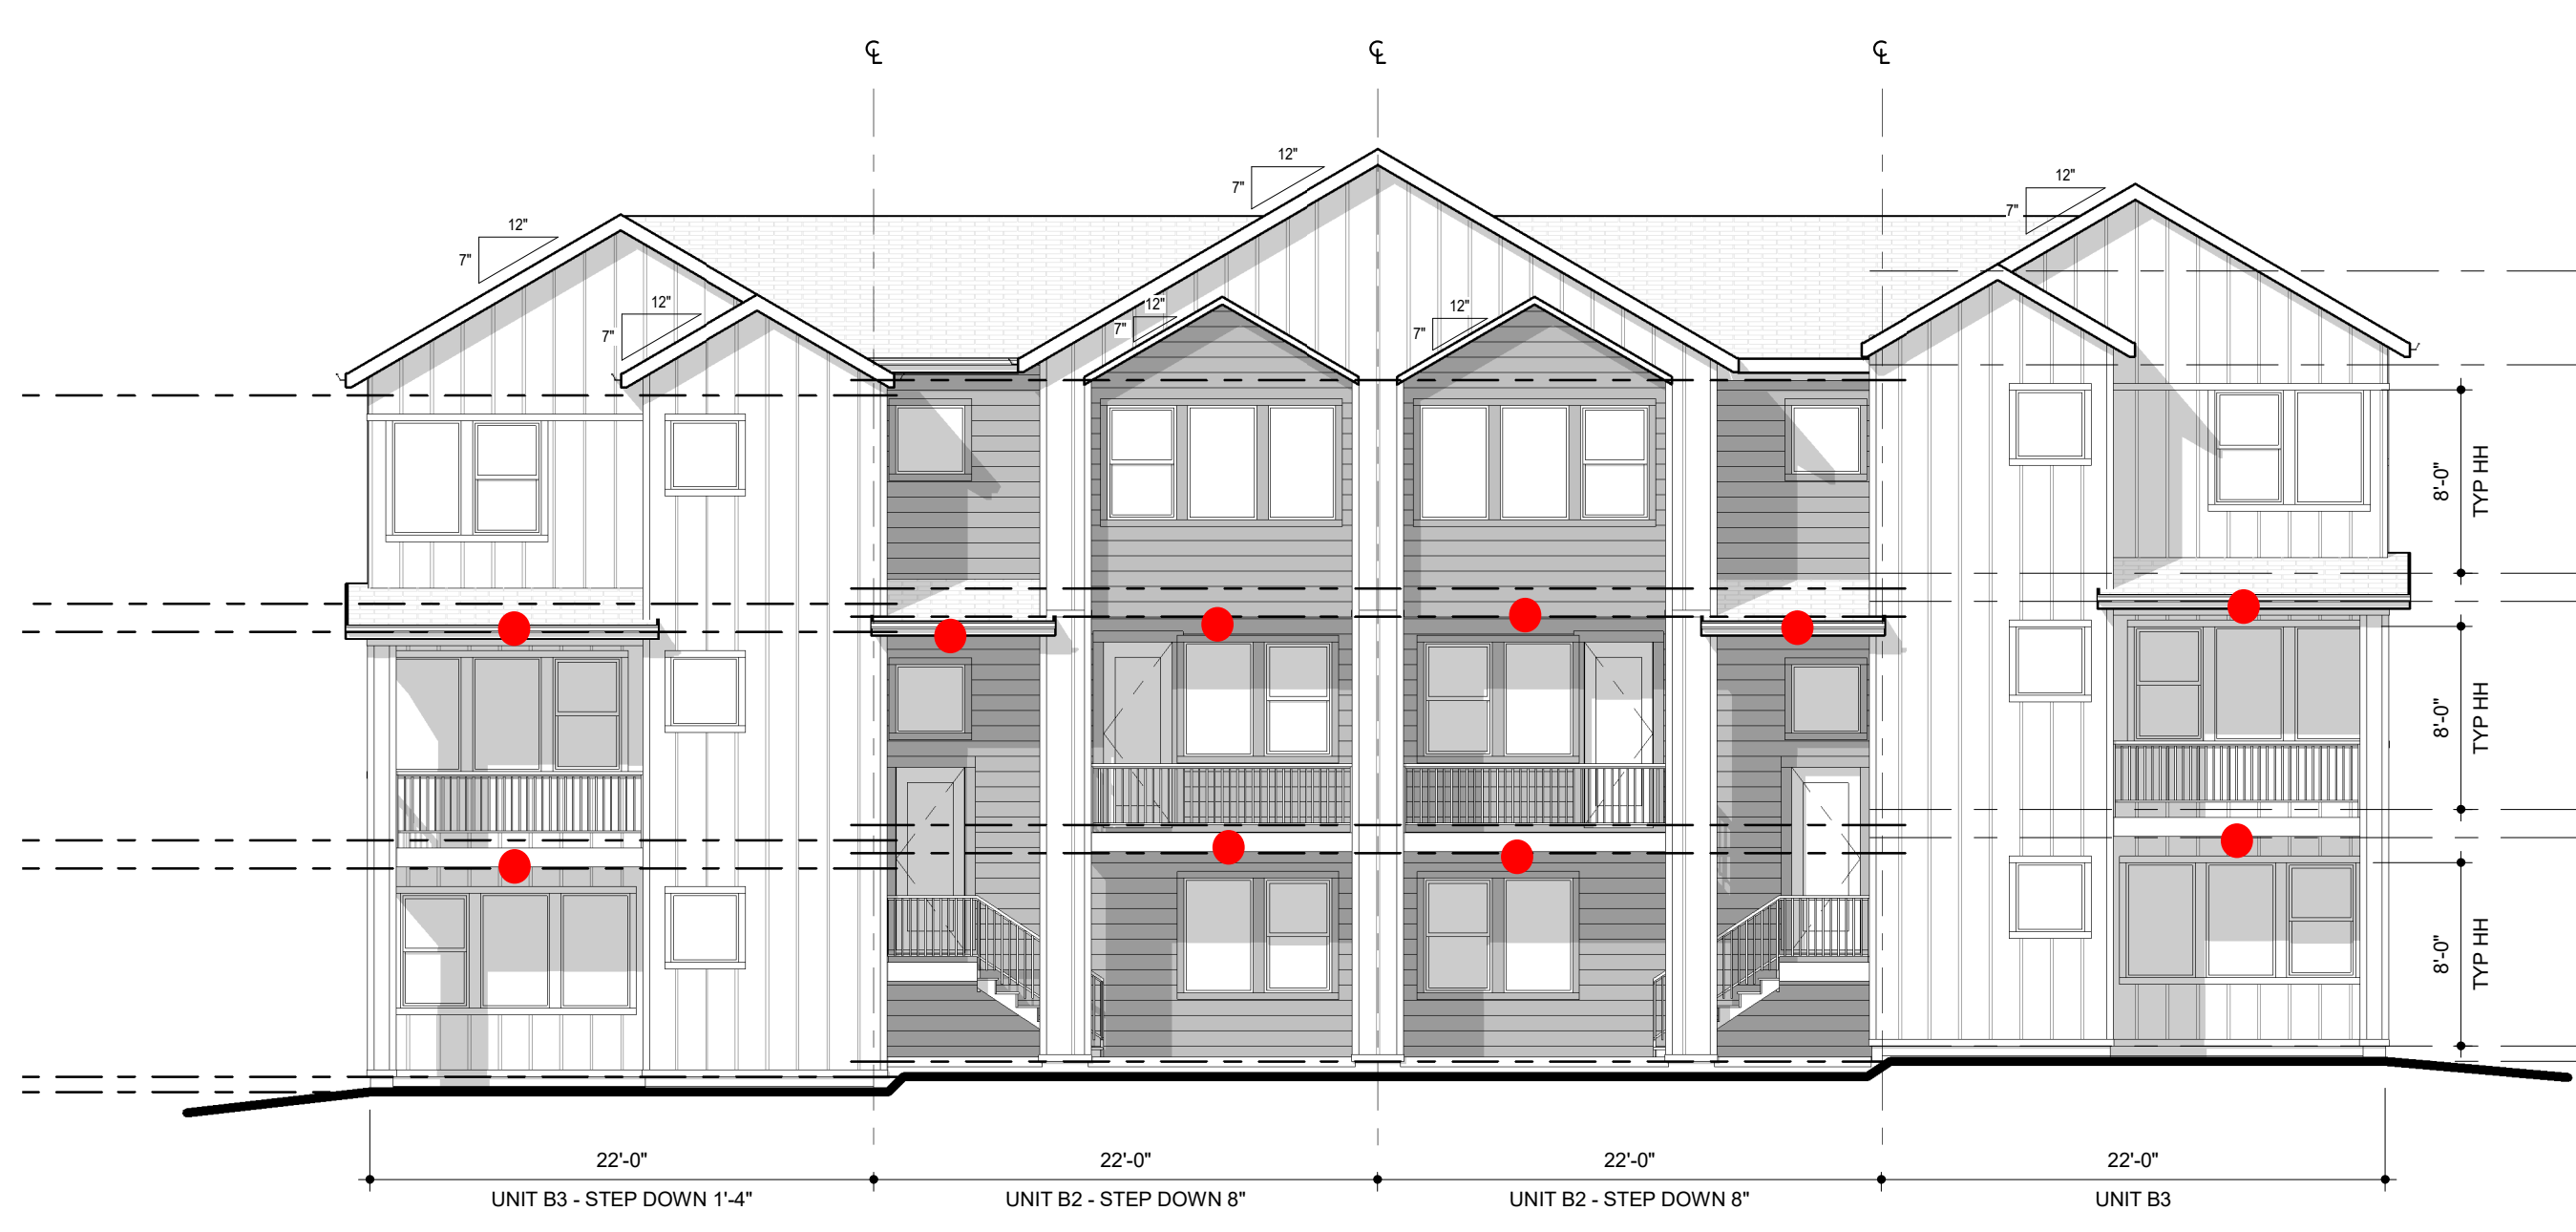 ℄ ℄ ℄
12"
7"
12"
7"
12"
7"
12"
7"
12"
7"
12"
7"
8'-0"
TYP HH
8'-0"
TYP HH
8'-0"
TYP HH
22'-0" 22'-0" 22'-0" 22'-0"
UNIT B3 - STEP DOWN 1'-4" UNIT B2 - STEP DOWN 8" UNIT B2 - STEP DOWN 8" UNIT B3